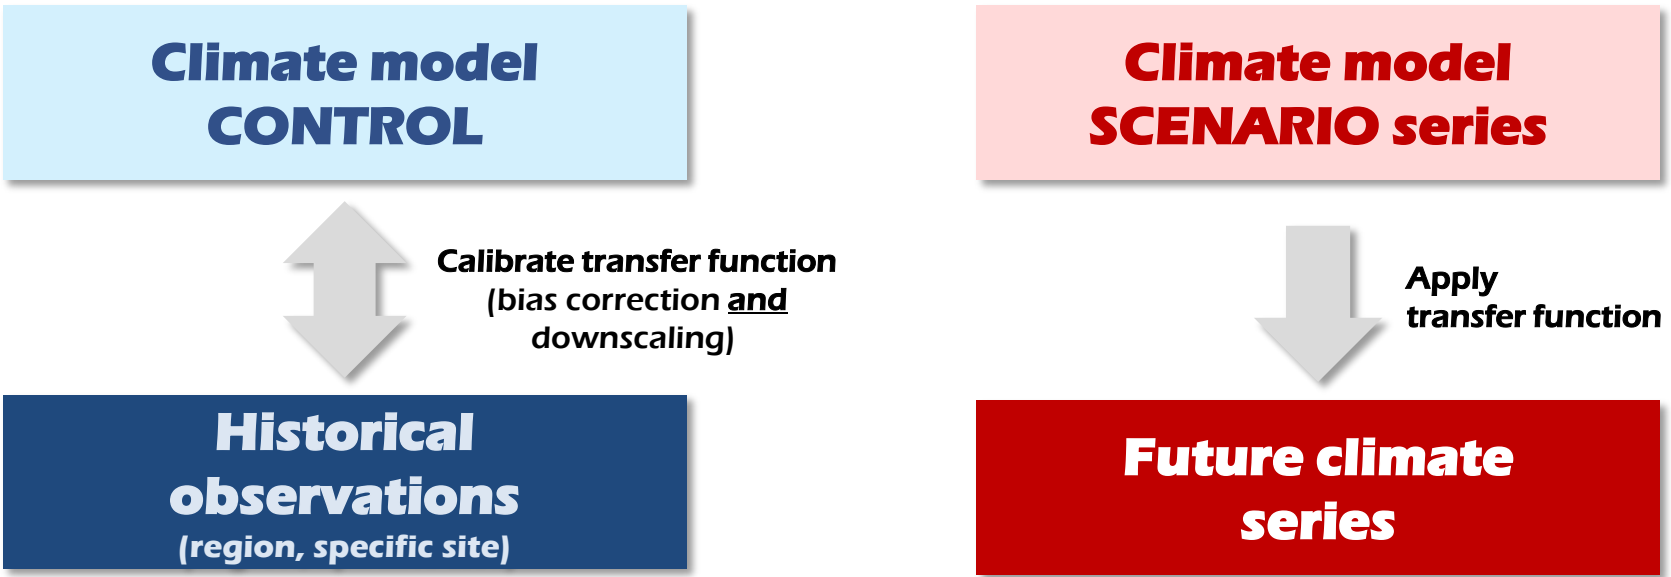 Climate model
CONTROL
Calibrate transfer function
(bias correction and
downscaling)
Historical
observations
(region, specific site)
Climate model
SCENARIO series
Apply
transfer function
Future climate
series